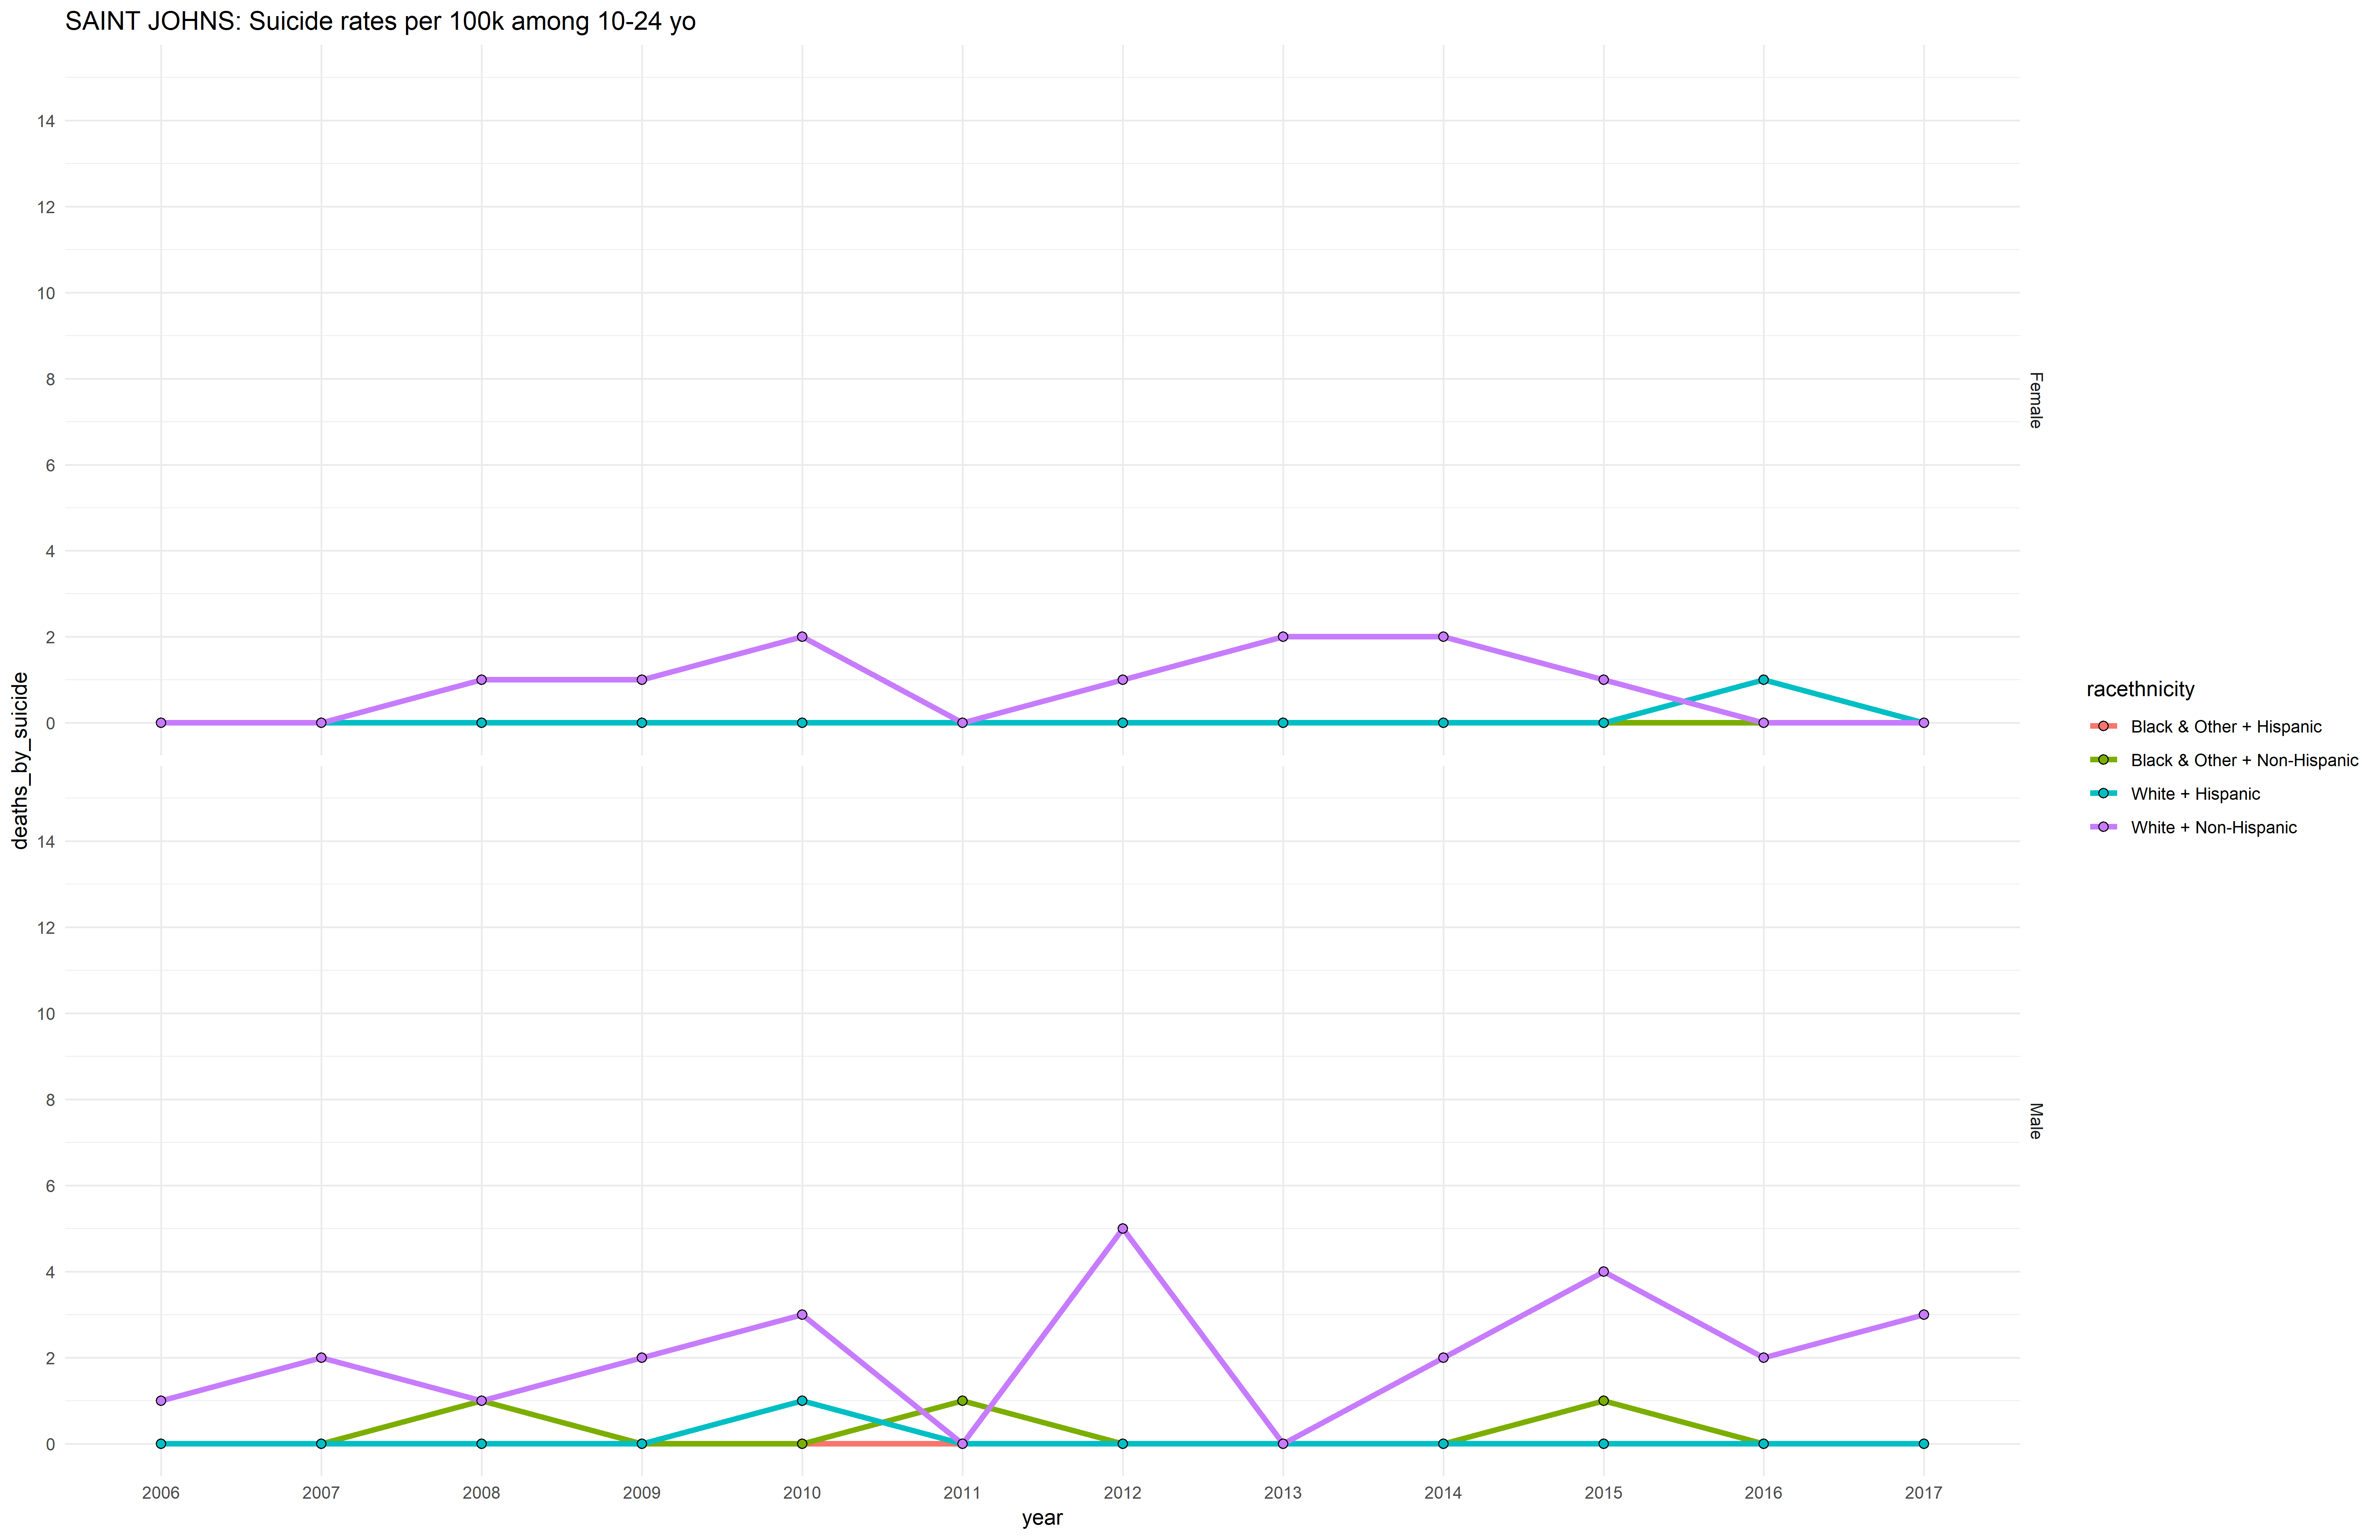 SAINT JOHNS: Suicide rates per 100k among 10-24 yo
14
12
10
8
6
4
2
0
Female
14
12
10
8
6
4
2
0
Male
deaths_by_suicide
2006 2007 2008 2009 2010 2011 2012 2013 2014 2015 2016 2017
year
racethnicity
Black & Other + Hispanic
Black & Other + Non-Hispanic
White + Hispanic
White + Non-Hispanic